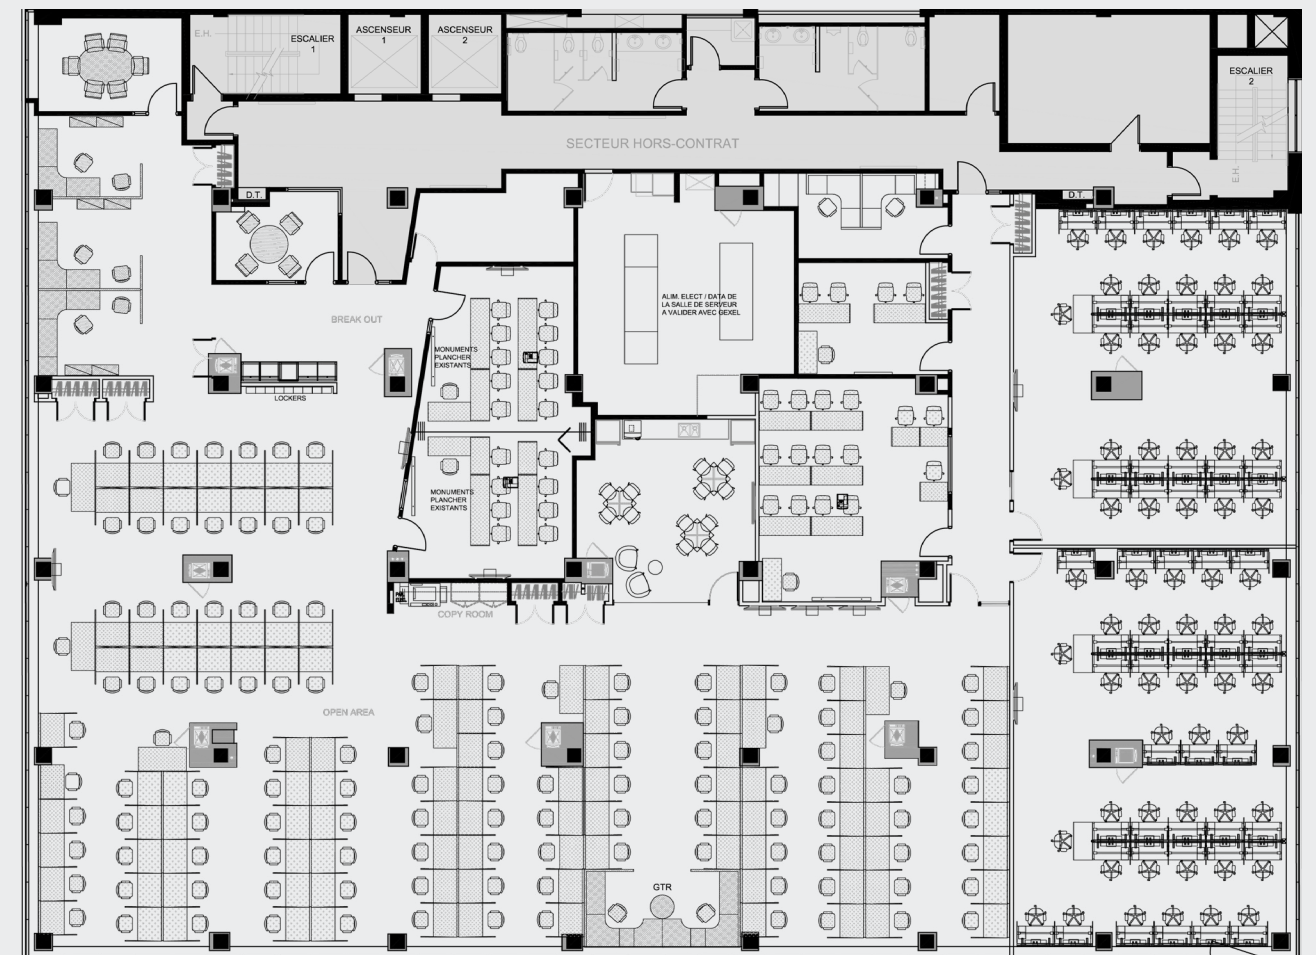 E.H.
ESCALIER
1
ASCENSEUR
1
ASCENSEUR
2
ESCALIER
2
SECTEUR HORS-CONTRAT
E.H.
D.T.
D.T.
ALIM. ELECT / DATA DE
LA SALLE DE SERVEUR
A VALIDER AVEC GEXEL
BREAK OUT
MONUMENTS
PLANCHER
EXISTANTS
LOCKERS
MONUMENTS
PLANCHER
EXISTANTS
COPY ROOM
OPEN AREA
GTR